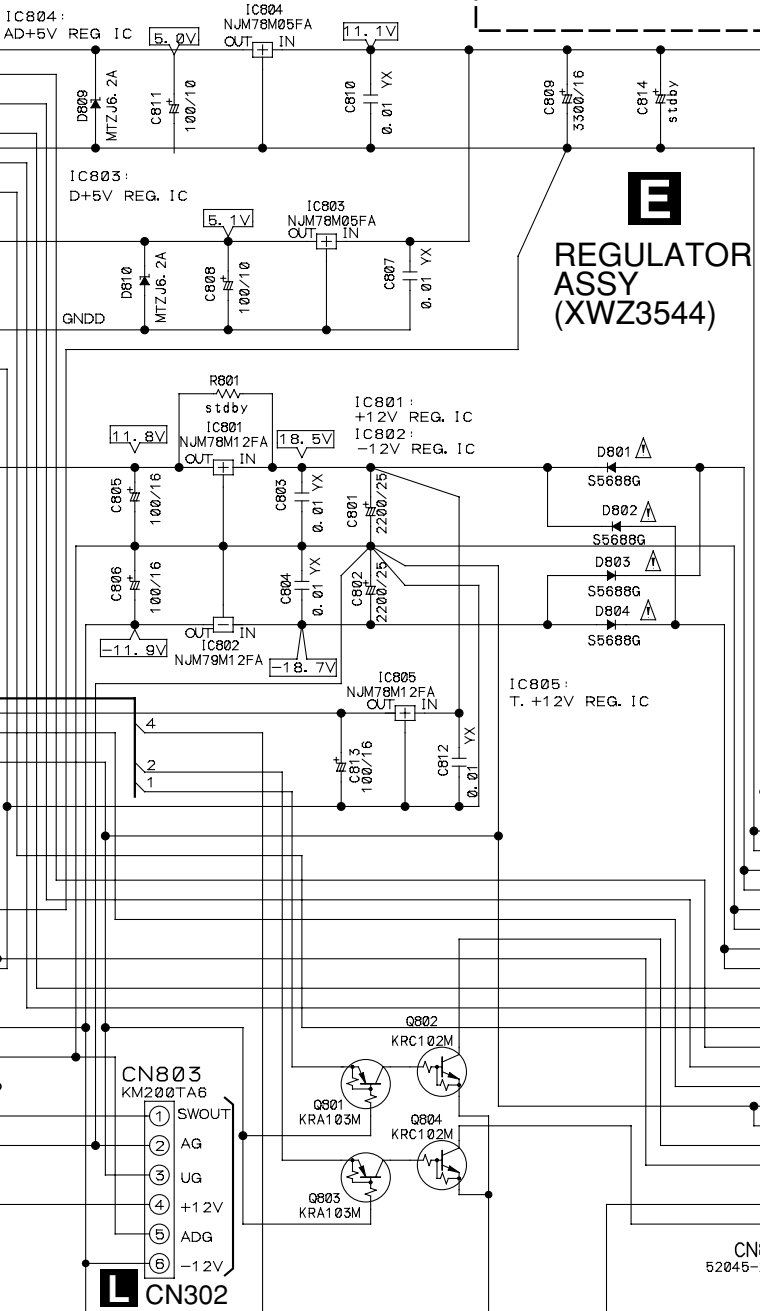 IC804:
AD+5V REG IC
5.0V
IC804
NJM78M05FA
OUT
IN
11.1V
D809
MTZJ6.2A
C811
100/10
C810
0.01 YX
C809
3300/16
C814
stdby
IC803:
D+5V REG. IC
5.1V
IC803
NJM78M05FA
OUT
IN
D810
MTZJ6.2A
C808
100/10
C807
0.01 YX
GNDD
E
REGULATOR
ASSY
(XWZ3544)
R801
stdby
IC801
NJM78M12FA
OUT
IN
11.8V
18.5V
IC801:
+12V REG. IC
IC802:
-12V REG. IC
D801
S5688G
D802
S5688G
D803
S5688G
D804
S5688G
C805
100/16
C803
0.01 YX
C801
2200/25
C806
100/16
C804
0.01 YX
C802
2200/25
OUT
IN
IC802
NJM79M12FA
-11.9V
-18.7V
IC805
NJM78M12FA
OUT
IN
IC805:
T. +12V REG. IC
C813
100/16
C812
0.01 YX
4
2
1
Q802
KRC102M
Q801
KRA103M
Q804
KRC102M
Q803
KRA103M
CN803
KM200TA6
1 SWOUT
2 AG
3 UG
4 +12V
5 ADG
6 -12V
L CN302